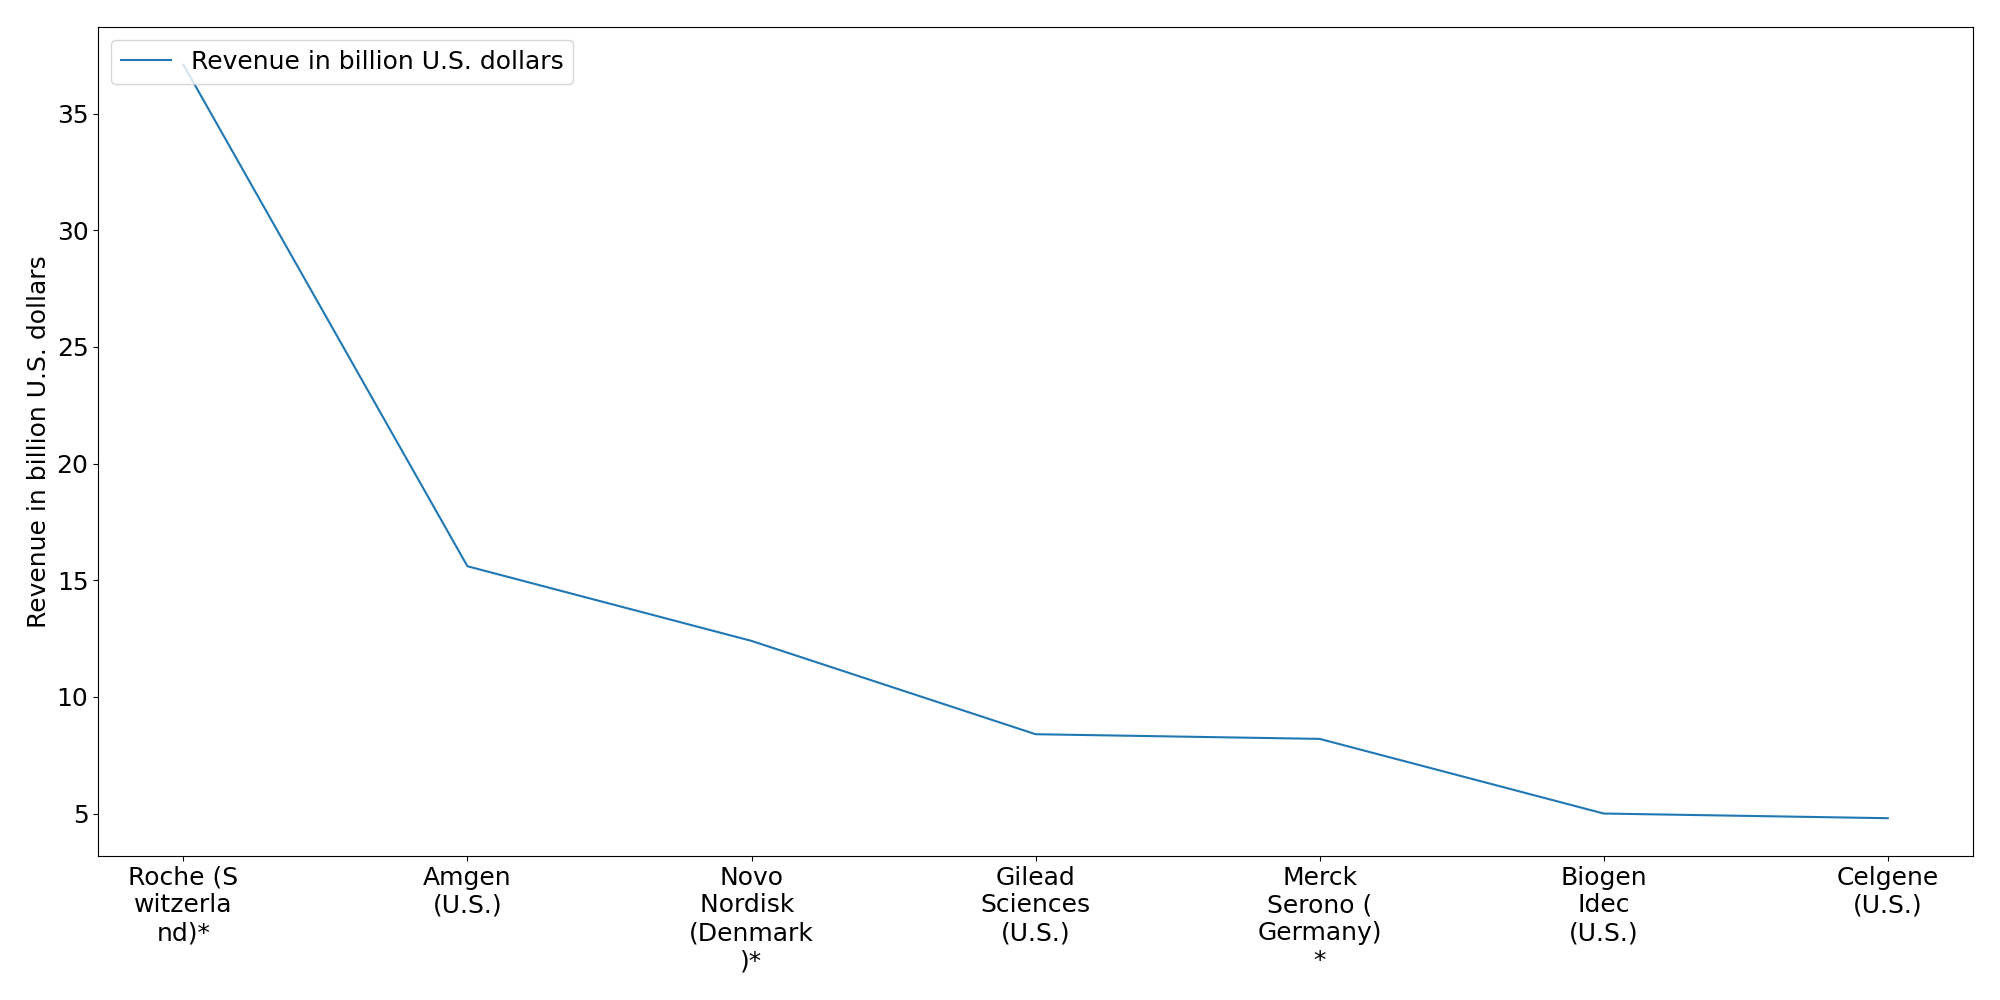 Revenue in billion U.S. dollars
Revenue in billion U.S. dollars
35
30
25
20
15
10
5
Roche (S
witzerla
nd)*
Amgen
(U.S.)
Novo
Nordisk
(Denmark
)*
Gilead
Sciences
(U.S.)
Merck
Serono (
Germany)
*
Biogen
Idec
(U.S.)
Celgene
(U.S.)